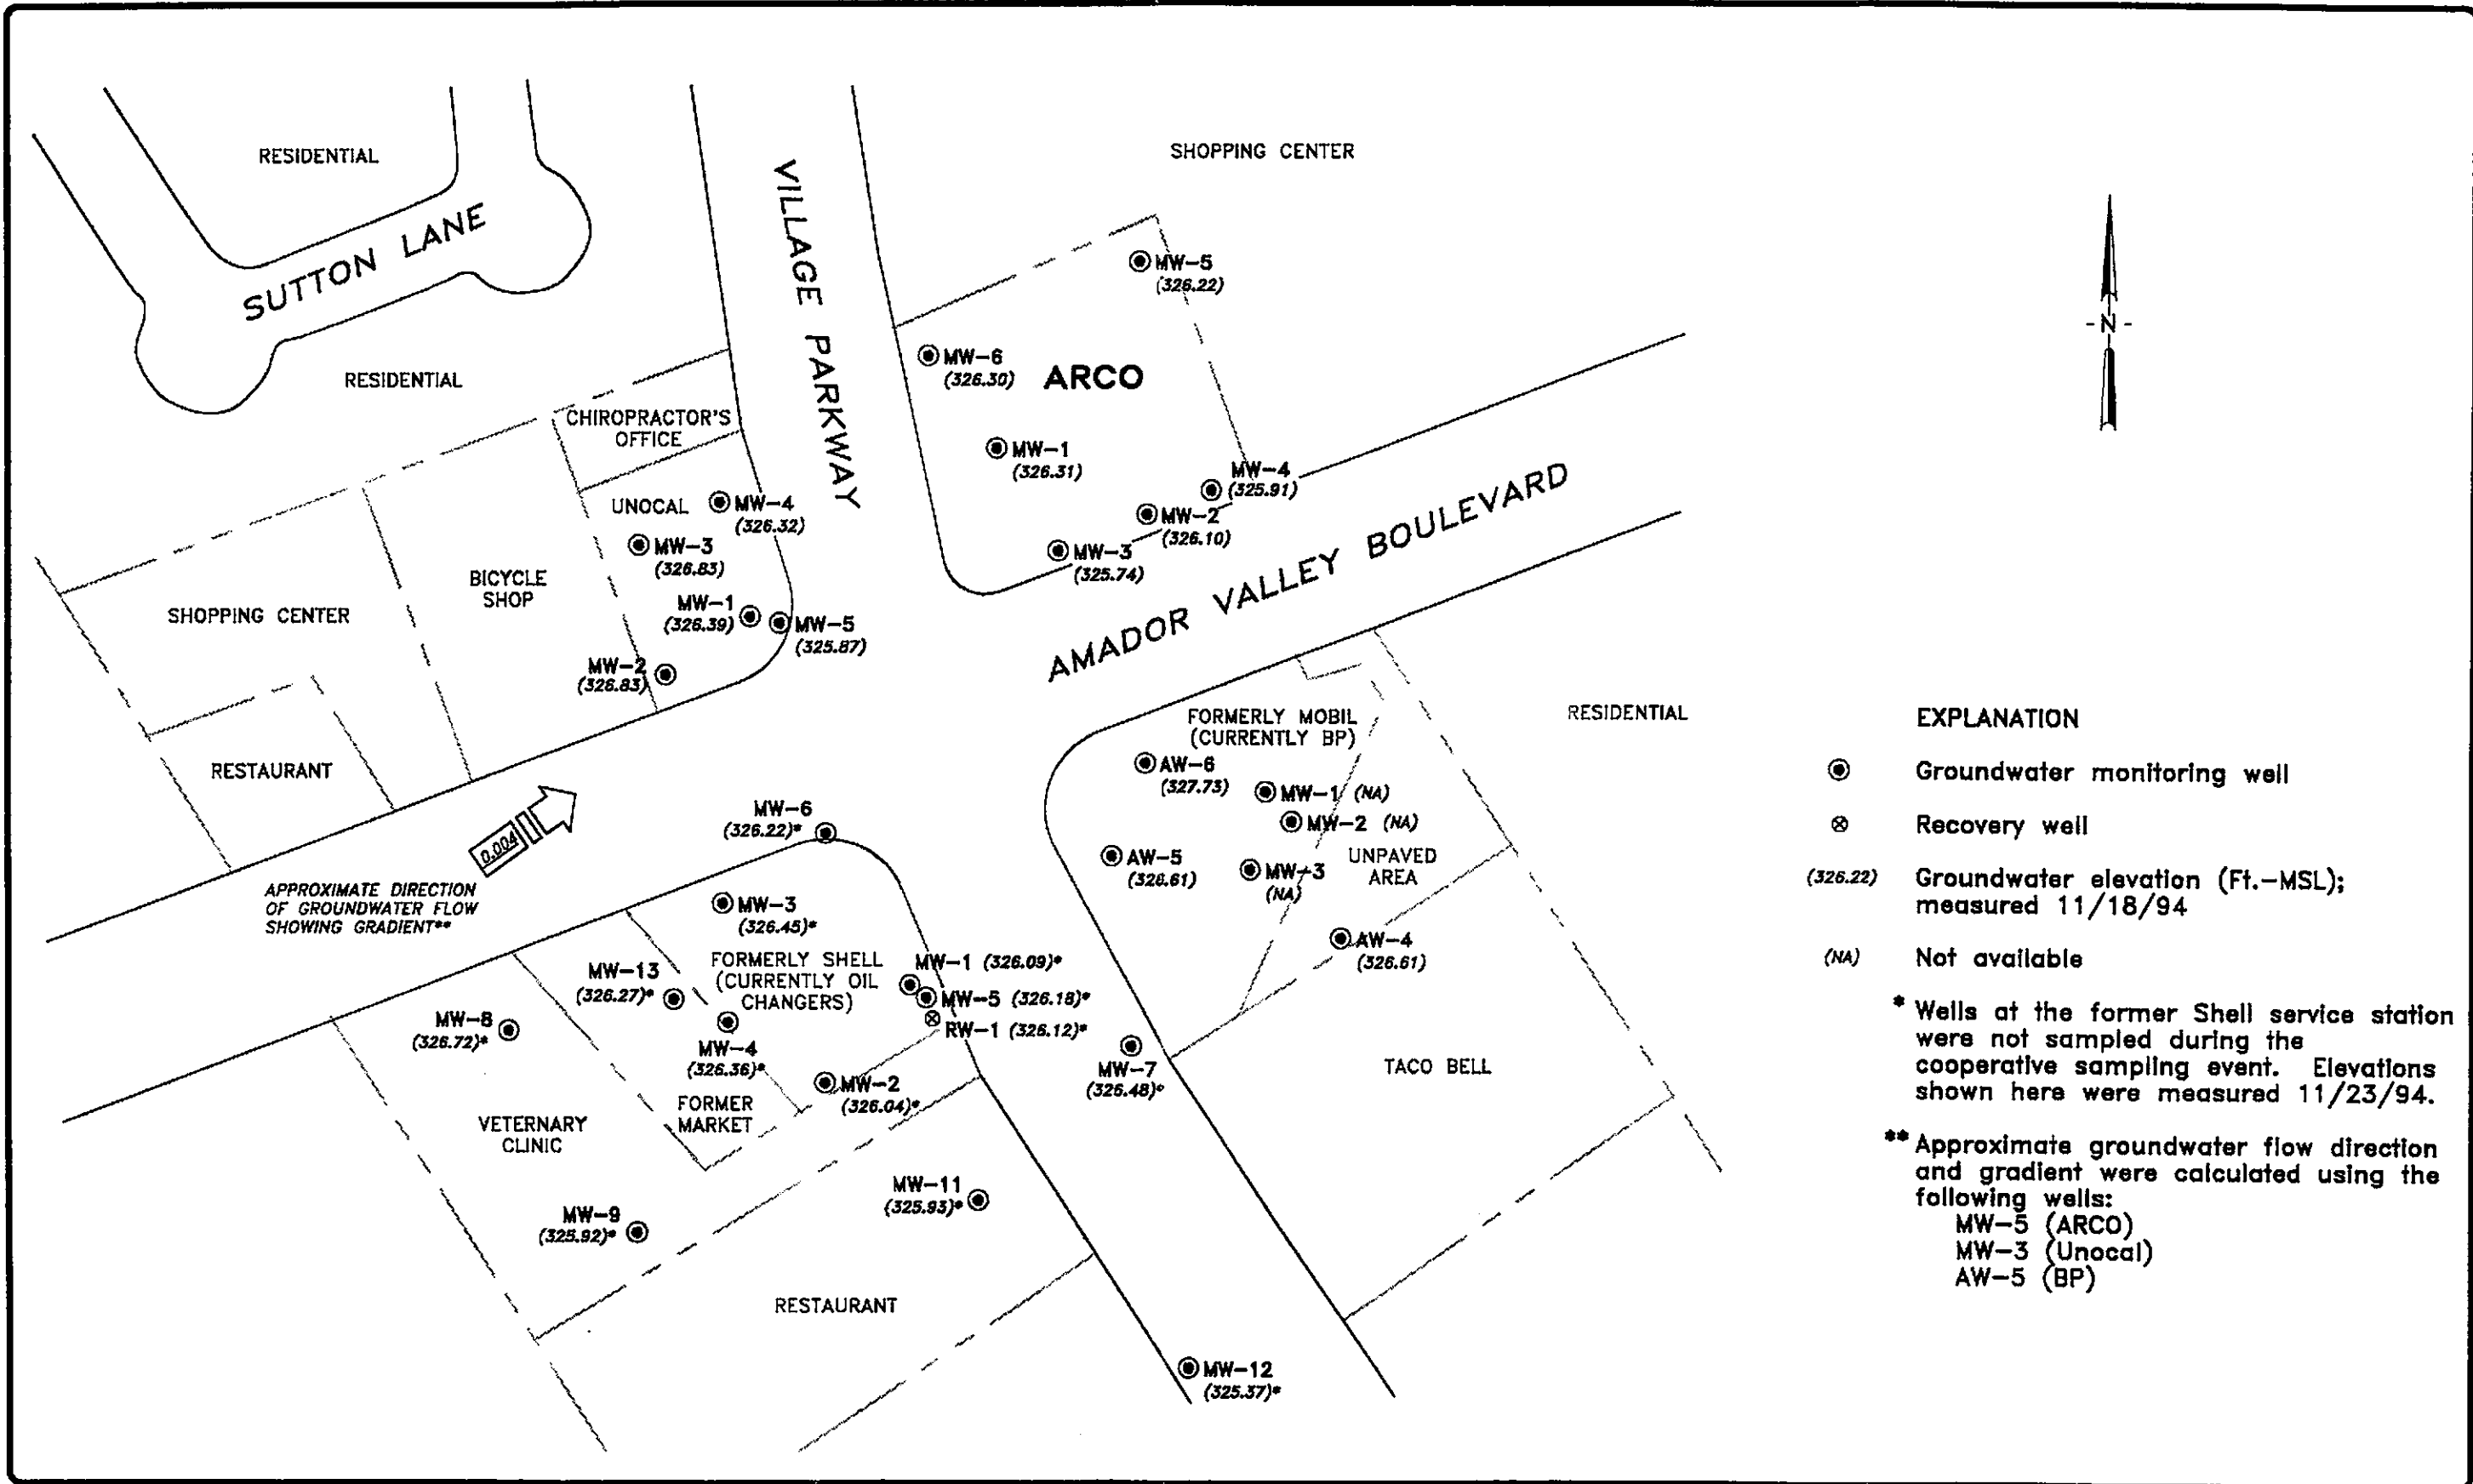 RESIDENTIAL
SUTTON LANE
RESIDENTIAL
VILLAGE PARKWAY
SHOPPING CENTER
MW-5
(326.22)
MW-6
(326.30)
ARCO
MW-1
(326.31)
MW-4
(325.91)
MW-2
(326.10)
MW-3
(325.74)
AMADOR VALLEY BOULEVARD
-N-
CHIROPRACTOR'S
OFFICE
UNOCAL
MW-4
(326.32)
MW-3
(326.83)
MW-1
(326.39)
MW-5
(325.87)
MW-2
(326.83)
BICYCLE
SHOP
SHOPPING CENTER
RESTAURANT
0.004
APPROXIMATE DIRECTION
OF GROUNDWATER FLOW
SHOWING GRADIENT**
MW-6
(326.22)*
MW-3
(326.45)*
FORMERLY SHELL
(CURRENTLY OIL
CHANGERS)
MW-1 (326.09)*
MW-5 (326.18)*
RW-1 (326.12)*
MW-13
(326.27)*
MW-8
(326.72)*
MW-4
(326.36)*
MW-2
(326.04)*
FORMER
MARKET
VETERNARY
CLINIC
MW-9
(325.92)*
MW-11
(325.93)*
RESTAURANT
MW-12
(325.37)*
MW-7
(326.48)*
FORMERLY MOBIL
(CURRENTLY BP)
AW-6
(327.73)
MW-1 (NA)
MW-2 (NA)
AW-5
(326.61)
MW-3
(NA)
UNPAVED
AREA
AW-4
(326.61)
TACO BELL
RESIDENTIAL
EXPLANATION
Groundwater monitoring well
Recovery well
(326.22) Groundwater elevation (Ft.-MSL);
measured 11/18/94
(NA) Not available
* Wells at the former Shell service station
were not sampled during the
cooperative sampling event. Elevations
shown here were measured 11/23/94.
** Approximate groundwater flow direction
and gradient were calculated using the
following wells:
MW-5 (ARCO)
MW-3 (Unocal)
AW-5 (BP)